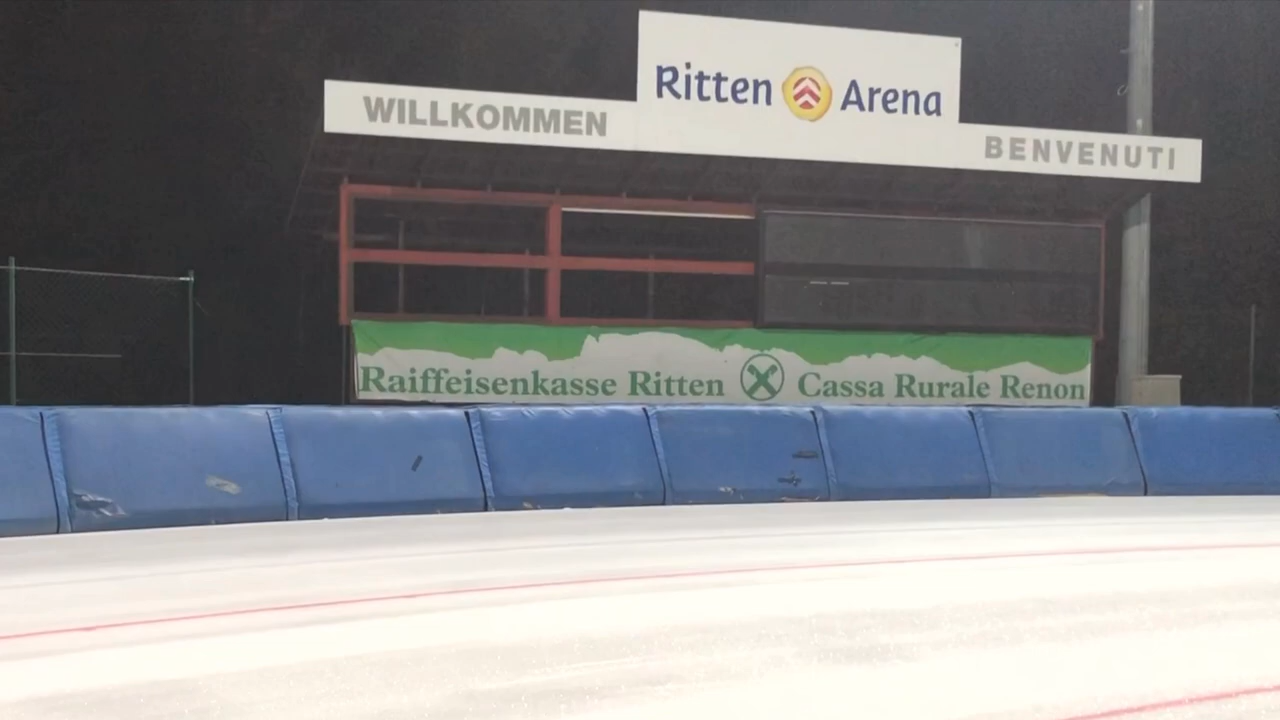 Ritten Arena
WILLKOMMEN
BENVENUTI
Raiffeisenkasse Ritten Cassa Rurale Renon